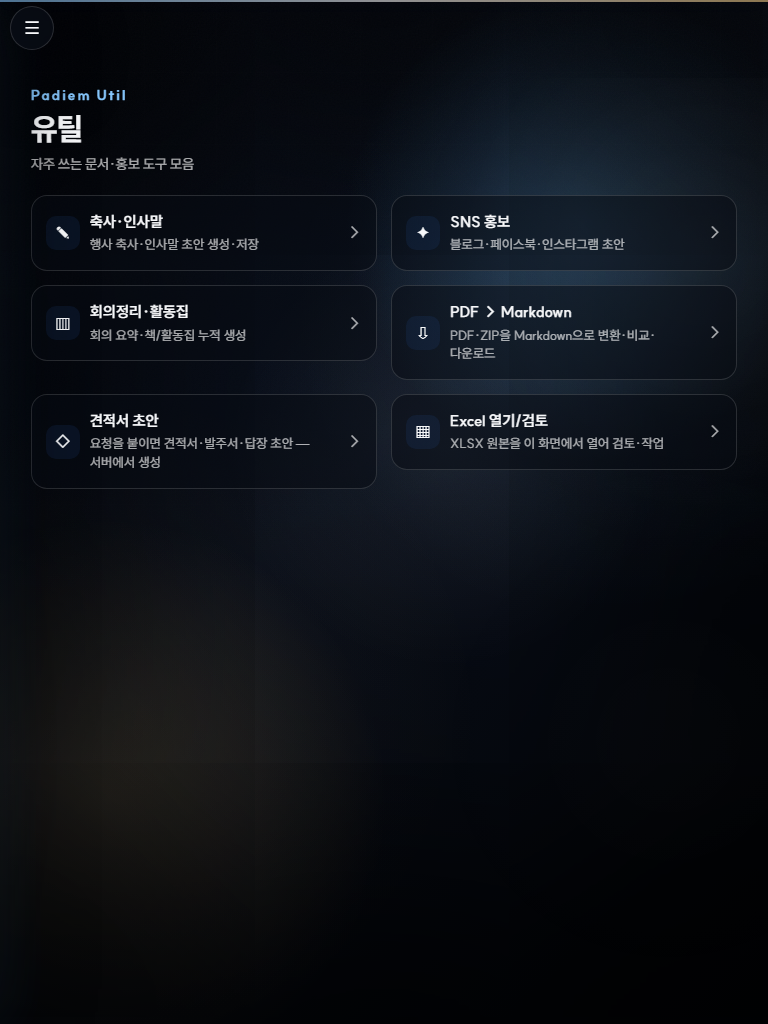 Padiem Util
유틸
자주 쓰는 문서·홍보 도구 모음
축사·인사말
행사 축사·인사말 초안 생성·저장
SNS 홍보
블로그·페이스북·인스타그램 초안
회의정리·활동집
회의 요약·책/활동집 누적 생성
PDF > Markdown
PDF·ZIP을 Markdown으로 변환·비교·
다운로드
견적서 초안
요청을 붙이면 견적서·발주서·답장 초안 —
서버에서 생성
Excel 열기/검토
XLSX 원본을 이 화면에서 열어 검토·작업